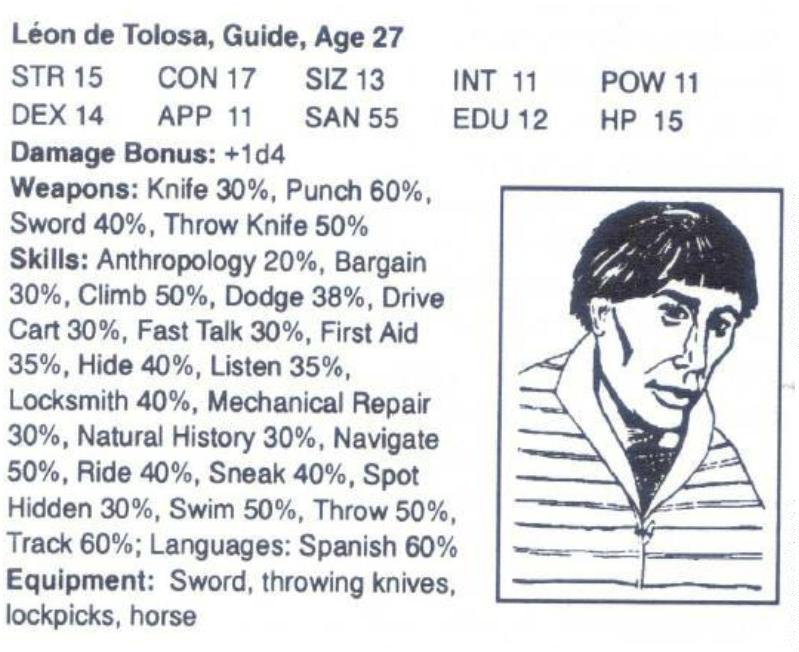 Léon de Tolosa, Guide, Age 27
STR 15 CON 17 SIZ 13 INT 11 POW 11
DEX 14 APP 11 SAN 55 EDU 12 HP 15
Damage Bonus: +1d4
Weapons: Knife 30%, Punch 60%,
Sword 40%, Throw Knife 50%
Skills: Anthropology 20%, Bargain
30%, Climb 50%, Dodge 38%, Drive
Cart 30%, Fast Talk 30%, First Aid
35%, Hide 40%, Listen 35%,
Locksmith 40%, Mechanical Repair
30%, Natural History 30%, Navigate
50%, Ride 40%, Sneak 40%, Spot
Hidden 30%, Swim 50%, Throw 50%,
Track 60%; Languages: Spanish 60%
Equipment: Sword, throwing knives,
lockpicks, horse